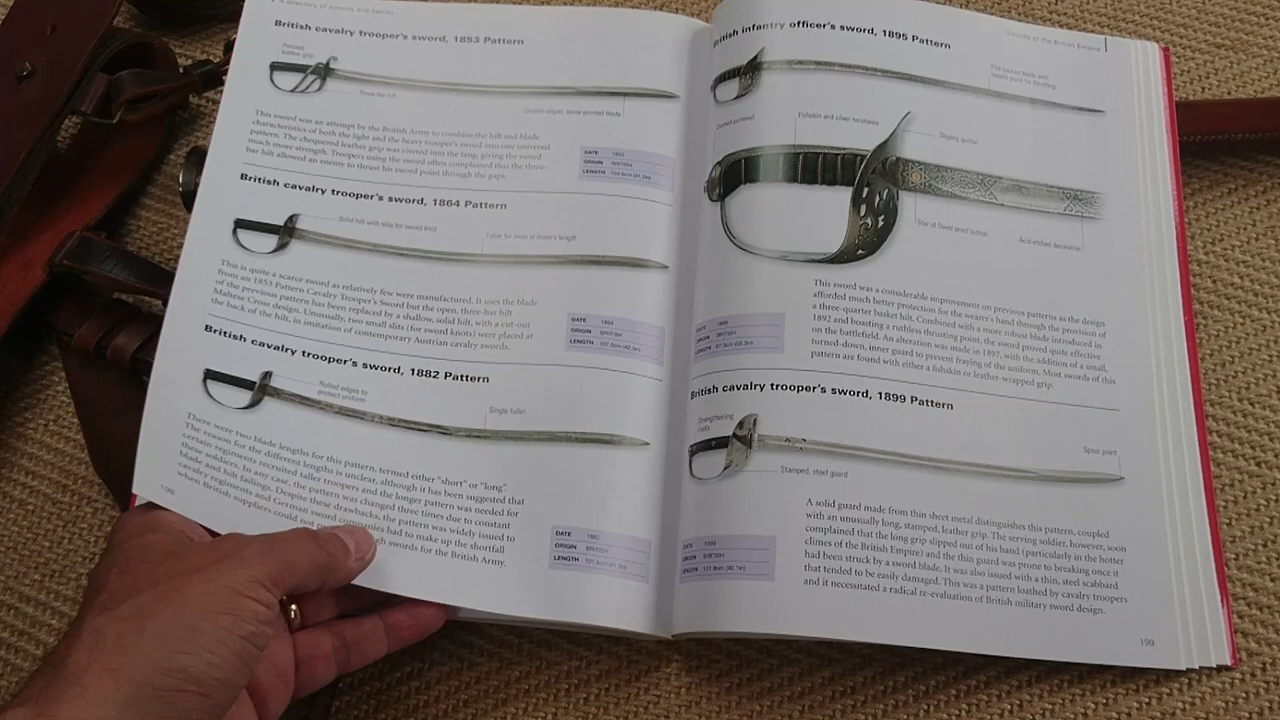 A directory of swords and sabres
British cavalry trooper's sword, 1853 Pattern
leather grip
Three-bar hilt
Double-edged, spear-pointed blade
This sword was an attempt by the British Army to combine the hilt and blade
characteristics of both the light and the heavy trooper's sword into one universal
pattern. The chequered leather grip was riveted into the tang, giving the sword
much more strength. Troopers using the sword often complained that the three-
bar hilt allowed an enemy to thrust his sword point through the gaps.
DATE 1853
ORIGIN BRITISH
LENGTH
British cavalry trooper's sword, 1864 Pattern
Solid hilt with slits for sword knot
Fuller for most of blade's length
This is quite a scarce sword as relatively few were manufactured. It uses the blade
from an 1853 Pattern Cavalry Trooper's Sword but the open, three-bar hilt
of the previous pattern has been replaced by a shallow, solid hilt, with a cut-out
Maltese Cross design. Unusually, two small slits (for sword knots) were placed at
the back of the hilt, in imitation of contemporary Austrian cavalry swords.
DATE 1864
ORIGIN BRITISH
LENGTH
British cavalry trooper's sword, 1882 Pattern
Rolled edges to
protect uniform
Single fuller
There were two blade lengths for this pattern, termed either "short" or "long".
The reason for the different lengths is unclear, although it has been suggested that
certain regiments recruited taller troopers and the longer pattern was needed for
these soldiers. In any case, the pattern was changed three times due to constant
blade and hilt failings. Despite these drawbacks, the pattern was widely issued to
cavalry regiments and German sword companies had to make up the shortfall
when British suppliers could not swords for the British Army.
DATE 1882
ORIGIN BRITISH
LENGTH
198
Swords of the British Empire
British infantry officer's sword, 1895 Pattern
Fishskin and silver twistwire
Star of David proof button
Acid-etched decoration
This sword was a considerable improvement on previous patterns as the design
afforded much better protection for the wearer's hand through the provision of
a three-quarter basket hilt. Combined with a more robust blade introduced in
1892 and boasting a ruthless thrusting point, the sword proved quite effective
on the battlefield. An alteration was made in 1897, with the addition of a small,
turned-down, inner guard to prevent fraying of the uniform. Most swords of this
pattern are found with either a fishskin or leather-wrapped grip.
DATE 1895
ORIGIN BRITISH
LENGTH
British cavalry trooper's sword, 1899 Pattern
Strengthening
rivets
Stamped, steel guard
Spear point
A solid guard made from thin sheet metal distinguishes this pattern, coupled
with an unusually long, stamped, leather grip. The serving soldier, however, soon
complained that the long grip slipped out of his hand (particularly in the hotter
climes of the British Empire) and the thin guard was prone to breaking once it
had been struck by a sword blade. It was also issued with a thin, steel scabbard
that tended to be easily damaged. This was a pattern loathed by cavalry troopers
and it necessitated a radical re-evaluation of British military sword design.
DATE 1899
ORIGIN BRITISH
LENGTH 101.8cm (40.1in)
199